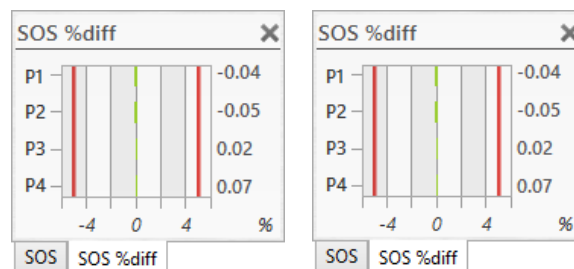 SOS %diff
P1 -0.04
P2 -0.05
P3 0.02
P4 0.07
-4 0 4 %
SOS SOS %diff
SOS %diff
P1 -0.04
P2 -0.05
P3 0.02
P4 0.07
-4 0 4 %
SOS SOS %diff